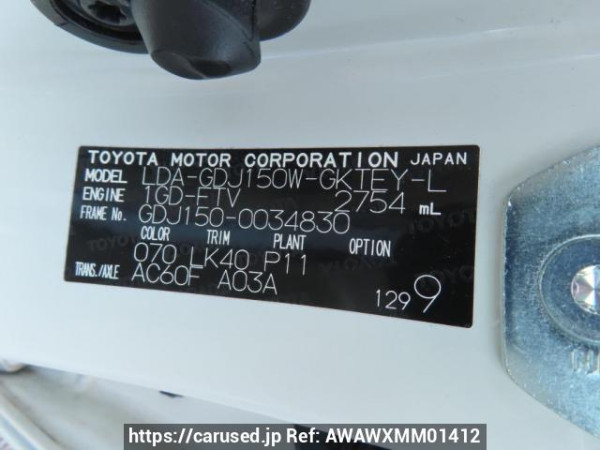 TOYOTA MOTOR CORPORATION JAPAN
MODEL LDA-GDJ150W-GKTEY-L
ENGINE 1GD-FTV 2754 mL
FRAME No. GDJ150-0034830
COLOR TRIM PLANT OPTION
070 LK40 P11
TRANS./AXLE AC60F A03A
129 9
https://carused.jp Ref: AWAWXMM01412